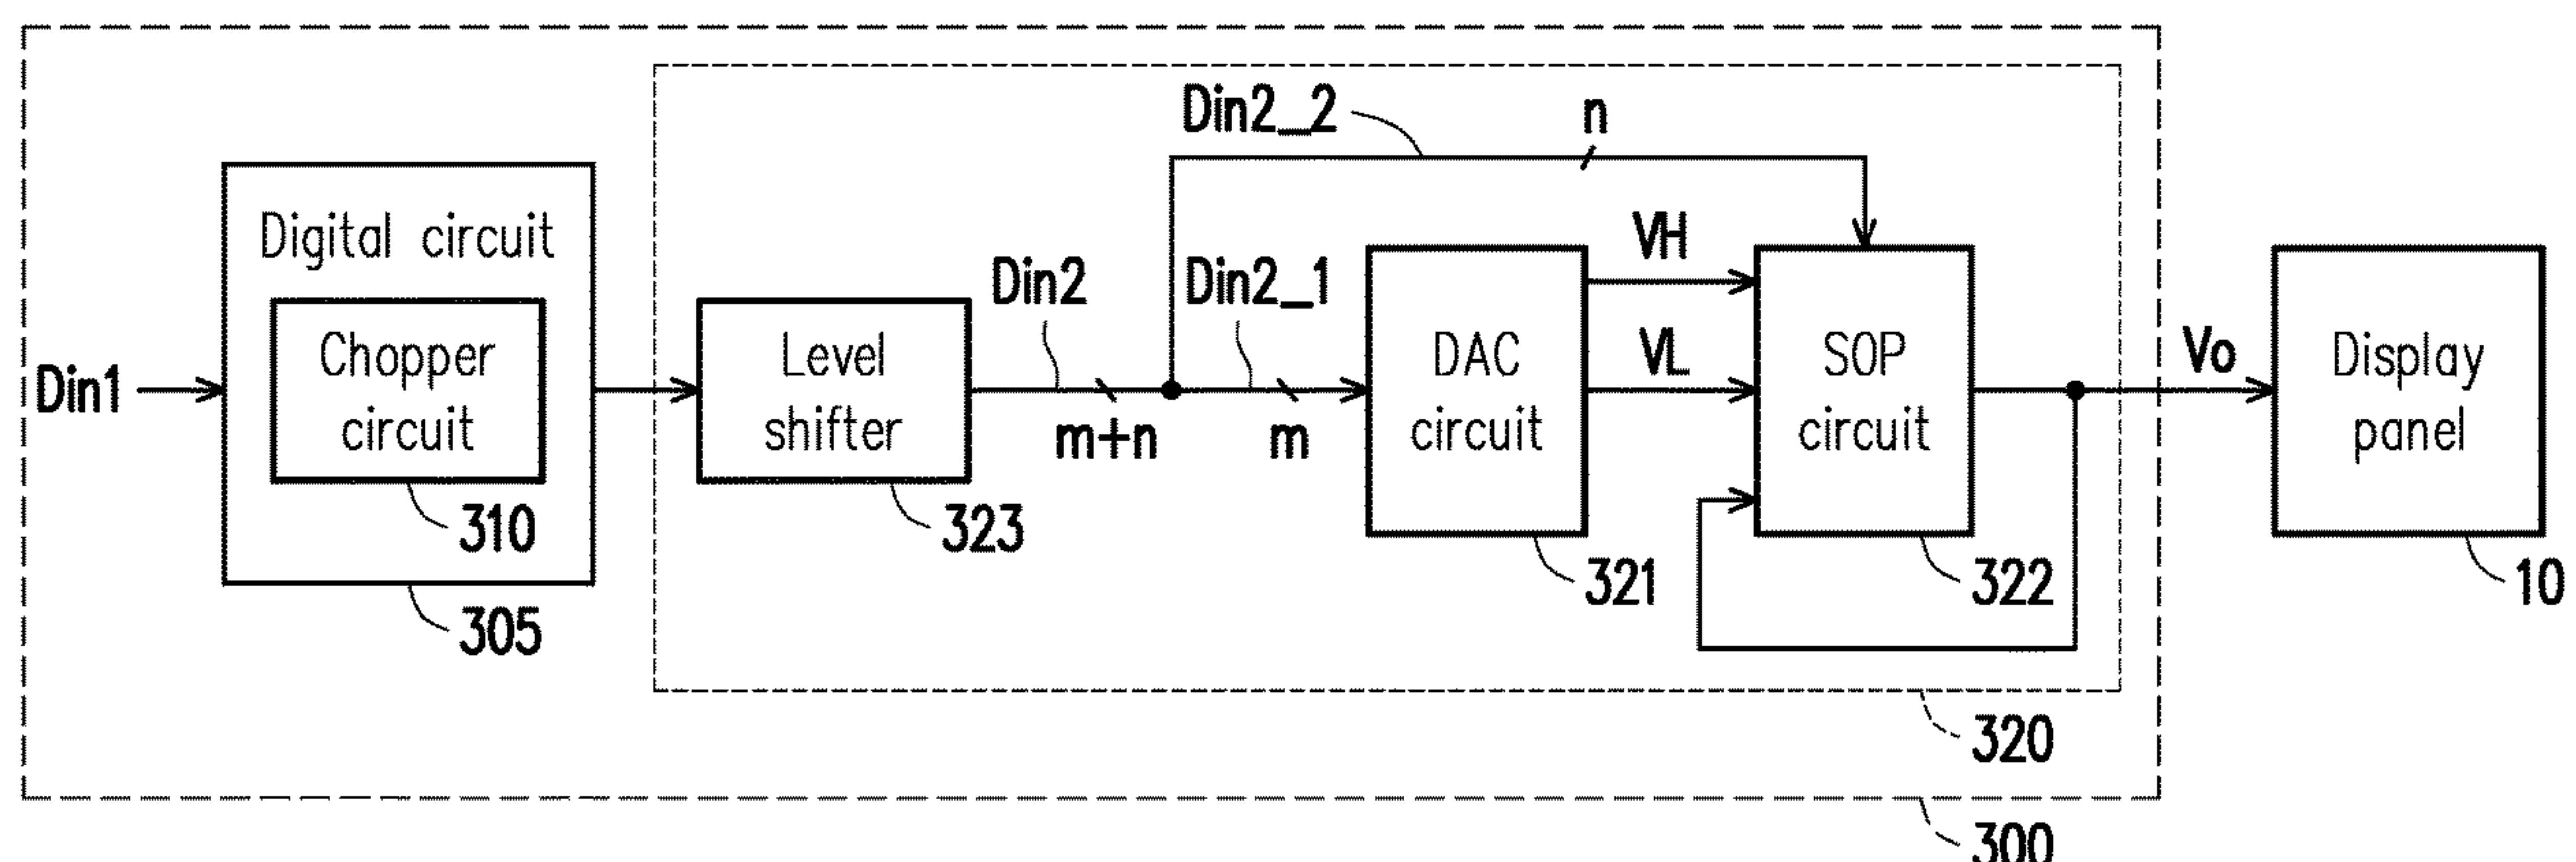 Din2_2
n
Digital circuit
VH
Din2
Din2_1
Chopper
circuit
Level
shifter
DAC
circuit
VL
SOP
circuit
Vo
Display
panel
Din1
m+n
m
310
323
321
322
10
305
320
300